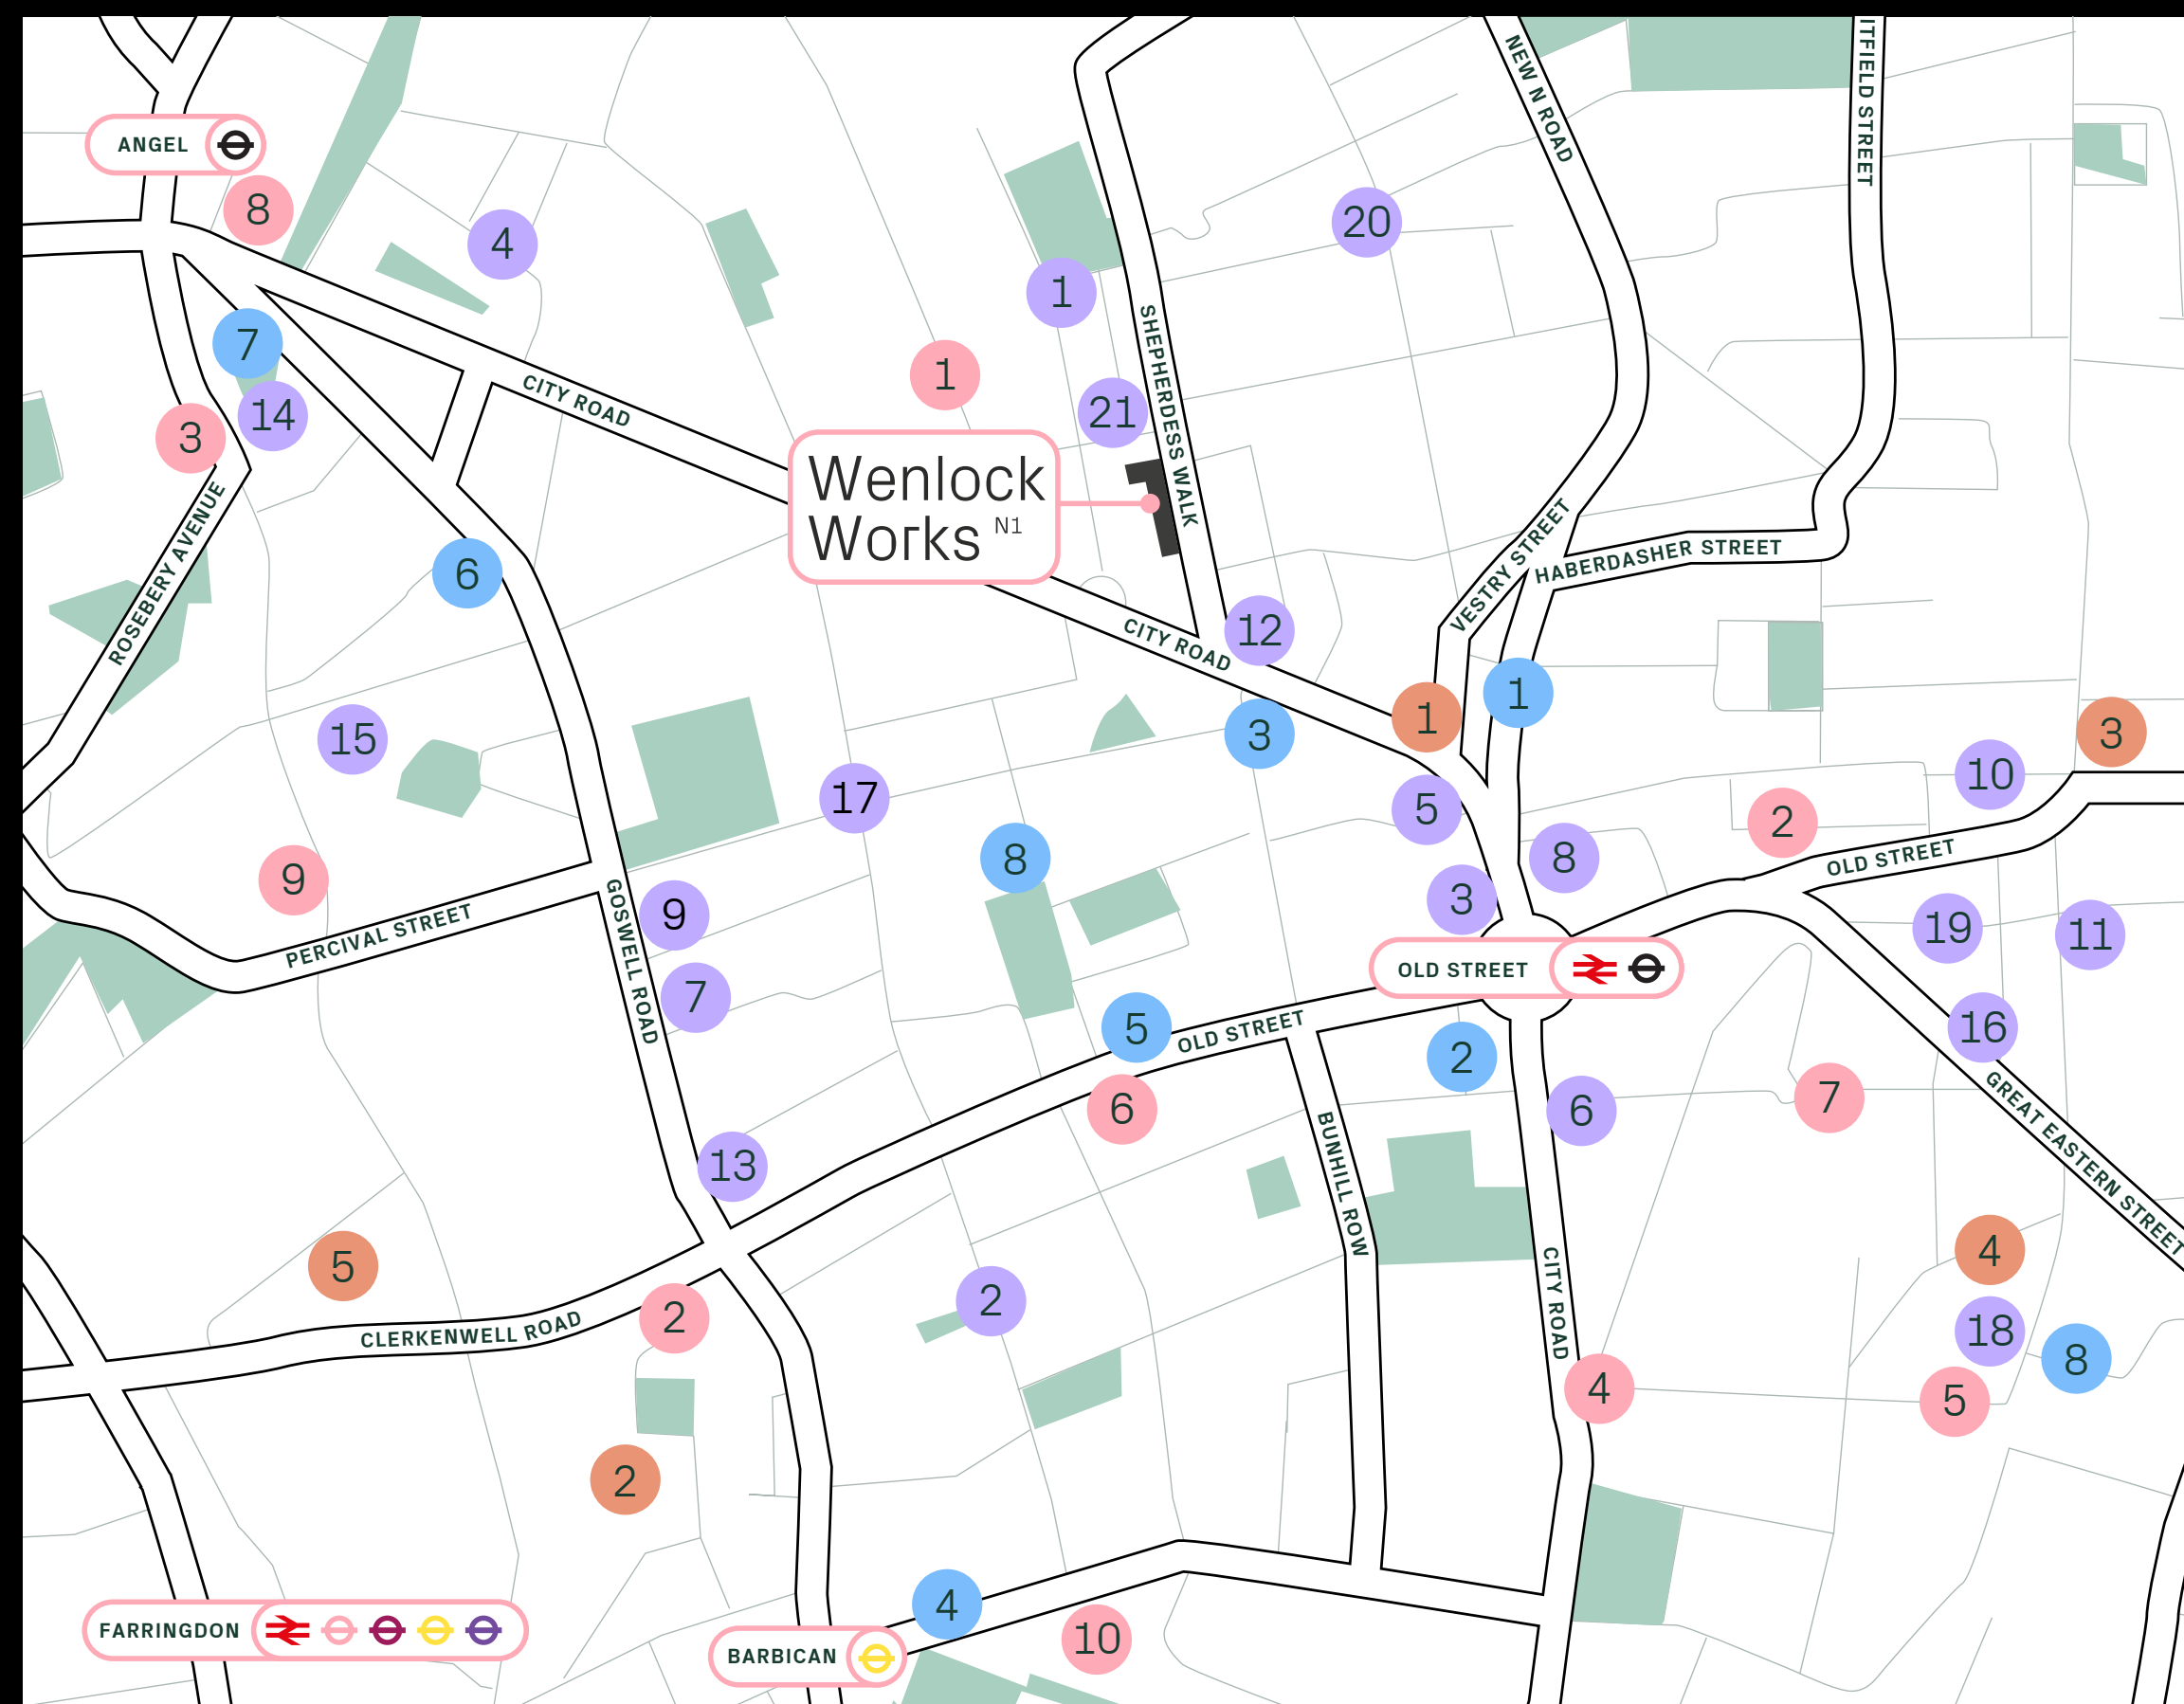 NEW N ROAD
ITFIELD STREET
ANGEL
8
4
20
1
SHEPHERDESS WALK
7
14
3
CITY ROAD
1
21
Wenlock
Works N1
ROSEBERY AVENUE
6
VESTRY STREET
HABERDASHER STREET
CITY ROAD
12
1
1
3
3
15
17
5
10
2
8
8
OLD STREET
9
PERCIVAL STREET
GOSWELL ROAD
9
7
3
19
11
OLD STREET
5
OLD STREET
2
16
6
6
7
GREAT EASTERN STREET
BUNHILL ROW
13
5
CLERKENWELL ROAD
2
2
CITY ROAD
4
18
8
4
5
2
4
10
FARRINGDON
BARBICAN